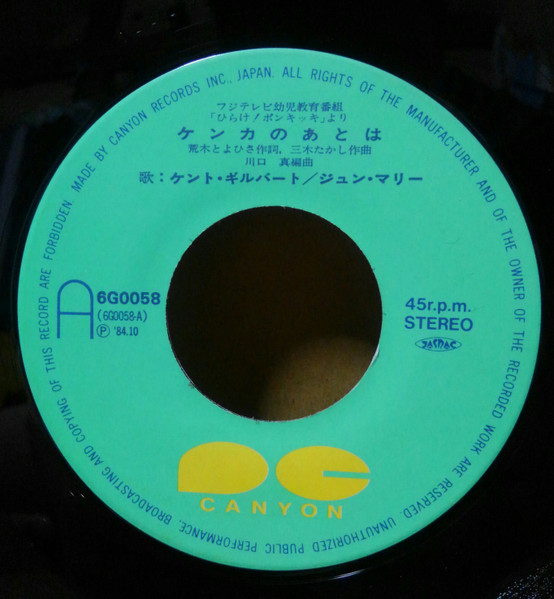 MADE BY CANYON RECORDS INC., JAPAN. ALL RIGHTS OF THE MANUFACTURER AND OF THE OWNER OF THE RECORDED WORK ARE RESERVED. UNAUTHORIZED PUBLIC PERFORMANCE, BROADCASTING AND COPYING OF THIS RECORD ARE FORBIDDEN.
フジテレビ幼児教育番組
「ひらけ!ポンキッキ」より
ケンカのあとは
荒木とよひさ作詞, 三木たかし作曲
川口 真編曲
歌:ケント・ギルバート/ジュン・マリー
A 6G0058
(6G0058-A)
Ⓟ '84.10
45r.p.m.
STEREO
JASRAC
CANYON